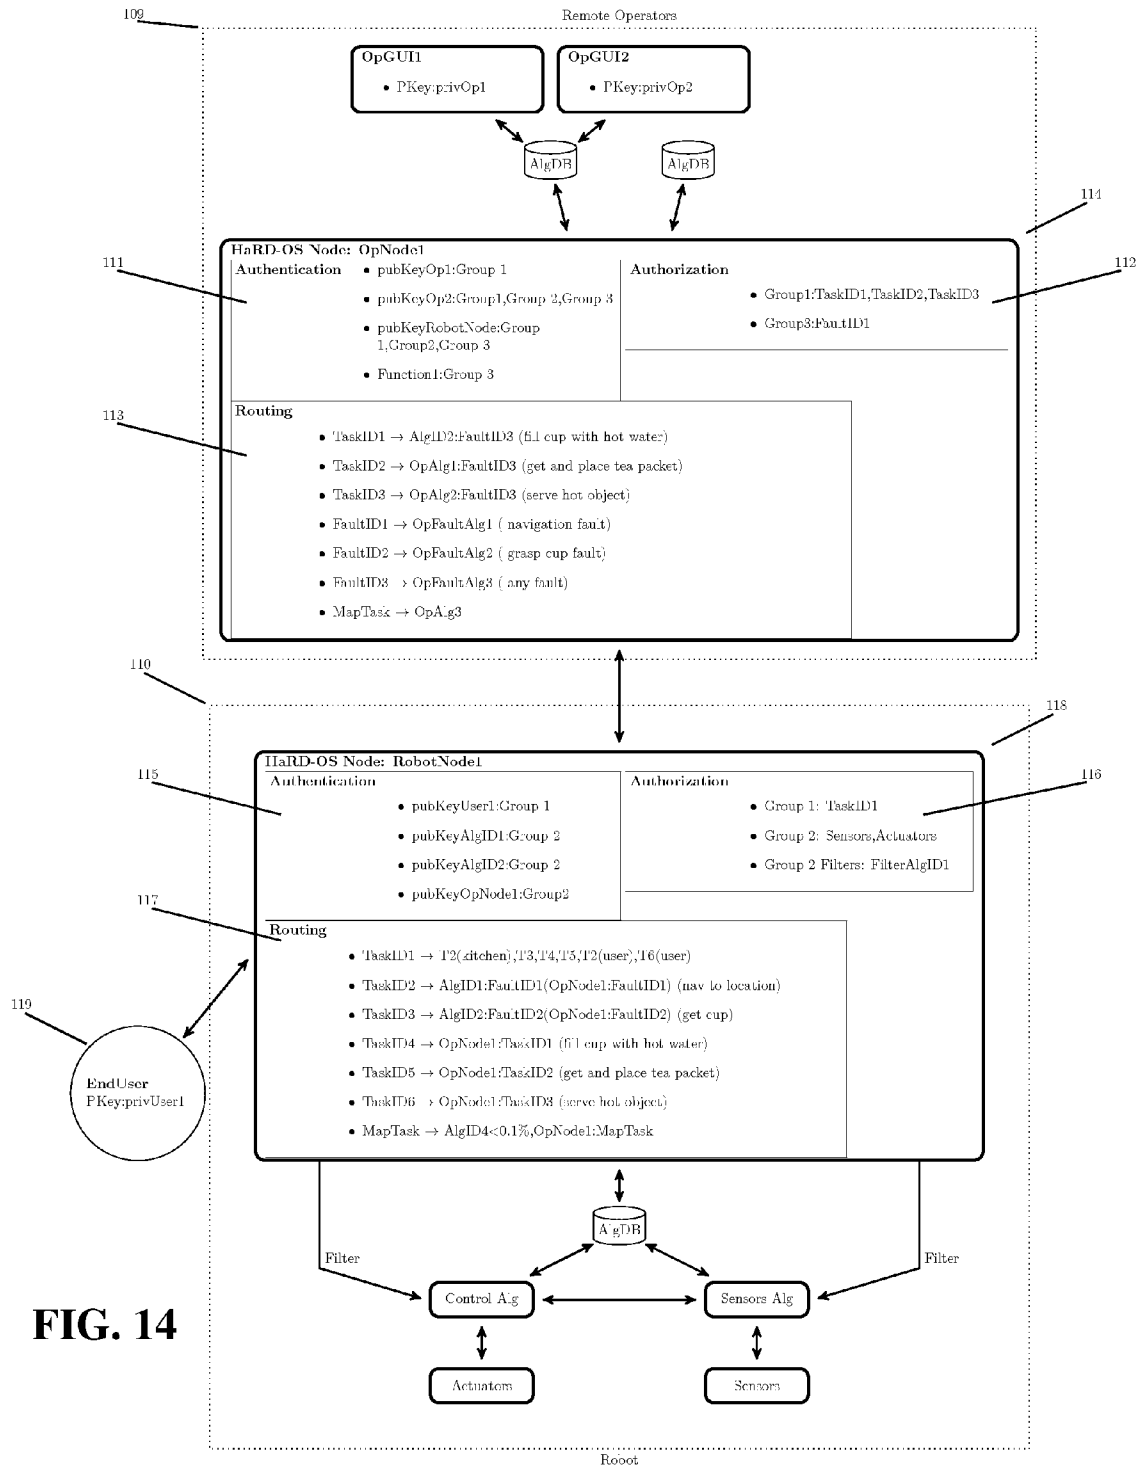 109
Remote Operators
OpGUI1
• PKey:privOp1
OpGUI2
• PKey:privOp2
AlgDB
AlgDB
114
HaRD-OS Node: OpNode1
111
Authentication
• pubKeyOp1:Group 1
• pubKeyOp2:Group1,Group 2,Group 3
• pubKeyRobotNode:Group
1,Group2,Group 3
• Function1:Group 3
Authorization
112
• Group1:TaskID1,TaskID2,TaskID3
• Group3:FaultID1
113
Routing
• TaskID1 → AlgID2:FaultID3 (fill cup with hot water)
• TaskID2 → OpAlg1:FaultID3 (get and place tea packet)
• TaskID3 → OpAlg2:FaultID3 (serve hot object)
• FaultID1 → OpFaultAlg1 ( navigation fault)
• FaultID2 → OpFaultAlg2 ( grasp cup fault)
• FaultID3 → OpFaultAlg3 ( any fault)
• MapTask → OpAlg3
110
118
HaRD-OS Node: RobotNode1
115
Authentication
• pubKeyUser1:Group 1
• pubKeyAlgID1:Group 2
• pubKeyAlgID2:Group 2
• pubKeyOpNode1:Group2
Authorization
116
• Group 1: TaskID1
• Group 2: Sensors,Actuators
• Group 2 Filters: FilterAlgID1
117
Routing
• TaskID1 → T2(kitchen),T3,T4,T5,T2(user),T6(user)
• TaskID2 → AlgID1:FaultID1(OpNode1:FaultID1) (nav to location)
• TaskID3 → AlgID2:FaultID2(OpNode1:FaultID2) (get cup)
• TaskID4 → OpNode1:TaskID1 (fill cup with hot water)
• TaskID5 → OpNode1:TaskID2 (get and place tea packet)
• TaskID6 → OpNode1:TaskID3 (serve hot object)
• MapTask → AlgID4<0.1%,OpNode1:MapTask
119
EndUser
PKey:privUser1
AlgDB
Filter
Filter
Control Alg
Sensors Alg
Actuators
Sensors
FIG. 14
Robot